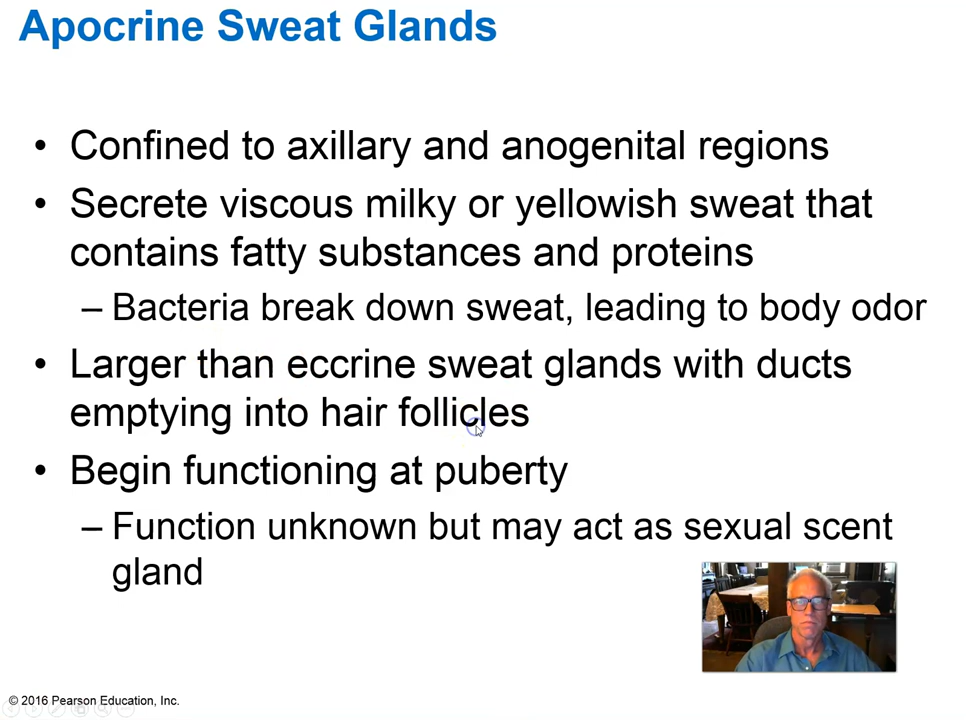 Apocrine Sweat Glands
• Confined to axillary and anogenital regions
• Secrete viscous milky or yellowish sweat that
contains fatty substances and proteins
– Bacteria break down sweat, leading to body odor
• Larger than eccrine sweat glands with ducts
emptying into hair follicles
• Begin functioning at puberty
– Function unknown but may act as sexual scent
gland
© 2016 Pearson Education, Inc.